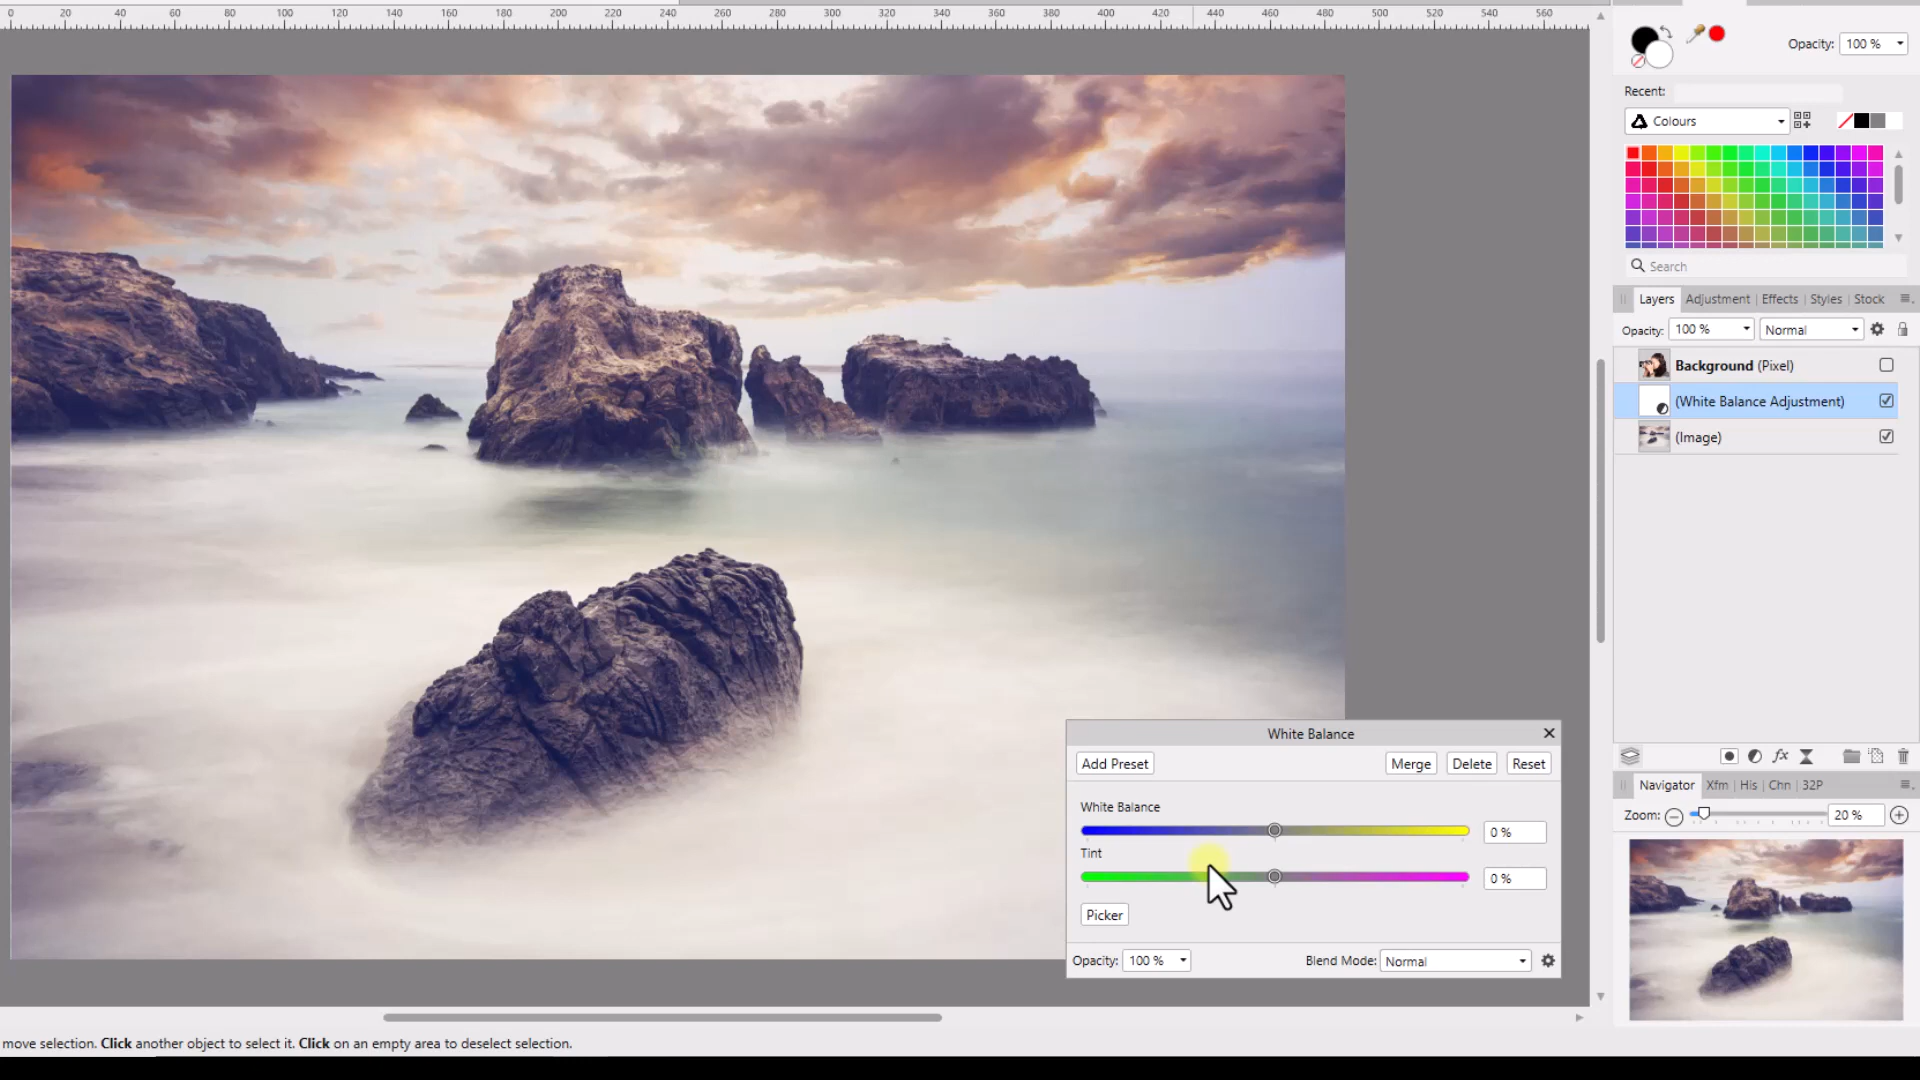 0 20 40 60 80 100 120 140 160 180 200 220 240 260 280 300 320 340 360 380 400 420 440 460 480 500 520 540 560
Opacity: 100 %
Recent:
Colours
Search
Layers Adjustment Effects Styles Stock
Opacity: 100 % Normal
Background (Pixel)
(White Balance Adjustment)
(Image)
White Balance
Add Preset Merge Delete Reset
White Balance
0 %
Tint
0 %
Picker
Opacity: 100 % Blend Mode: Normal
fx
Navigator Xfm His Chn 32P
Zoom: 20 %
move selection. Click another object to select it. Click on an empty area to deselect selection.